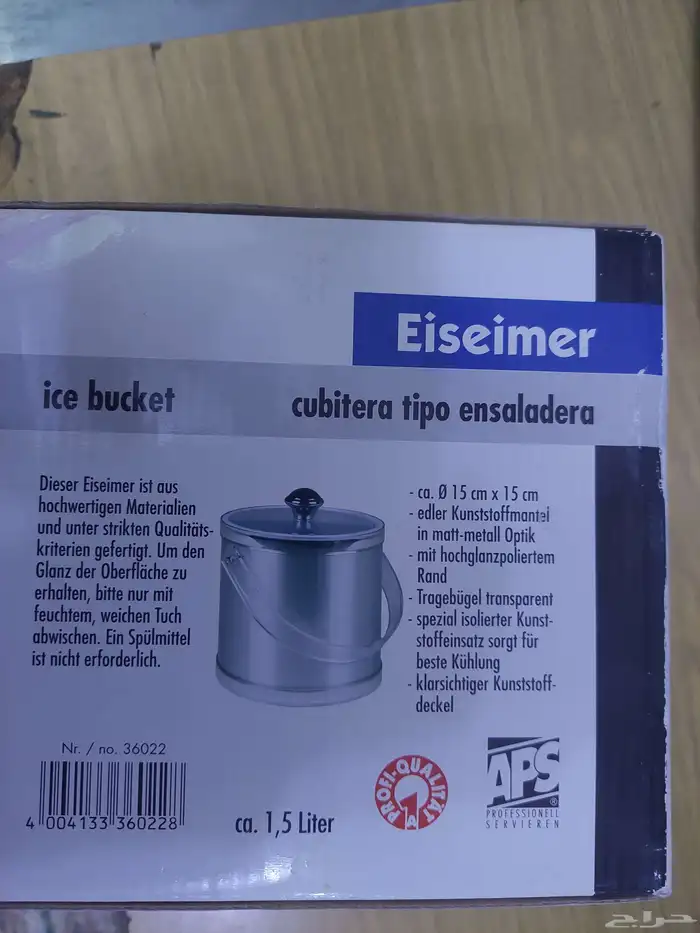 Eiseimer
ice bucket
cubitera tipo ensaladera
Dieser Eiseimer ist aus
hochwertigen Materialien
und unter strikten Qualitäts-
kriterien gefertigt. Um den
Glanz der Oberfläche zu
erhalten, bitte nur mit
feuchtem, weichen Tuch
abwischen. Ein Spülmittel
ist nicht erforderlich.
- ca. Ø 15 cm x 15 cm
- edler Kunststoffmantel
in matt-metall Optik
- mit hochglanzpoliertem
Rand
- Tragebügel transparent
- spezial isolierter Kunst-
stoffeinsatz sorgt für
beste Kühlung
- klarsichtiger Kunststoff-
deckel
Nr. / no. 36022
4 004133 360228
ca. 1,5 Liter
PROFI-QUALITÄT
1A
APS®
PROFESSIONELL
SERVIEREN
حراج